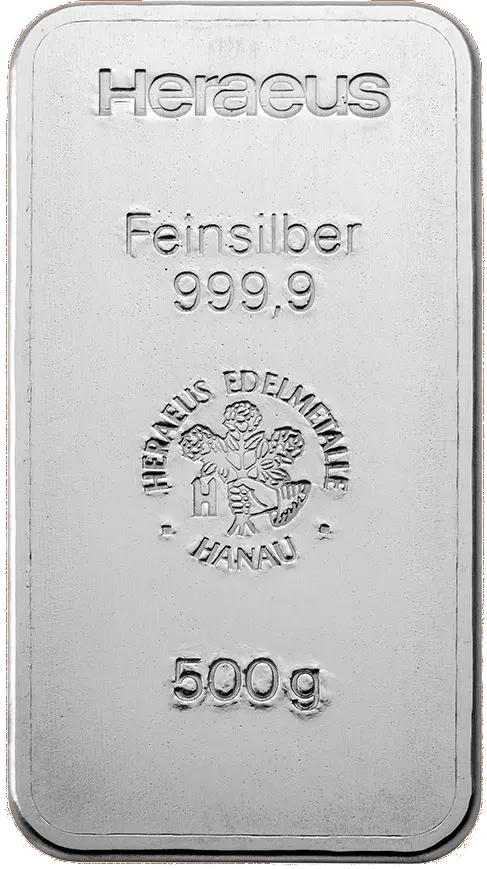 Heraeus
Feinsilber
999,9
HERAEUS EDELMETALLE
H
HANAU
500g